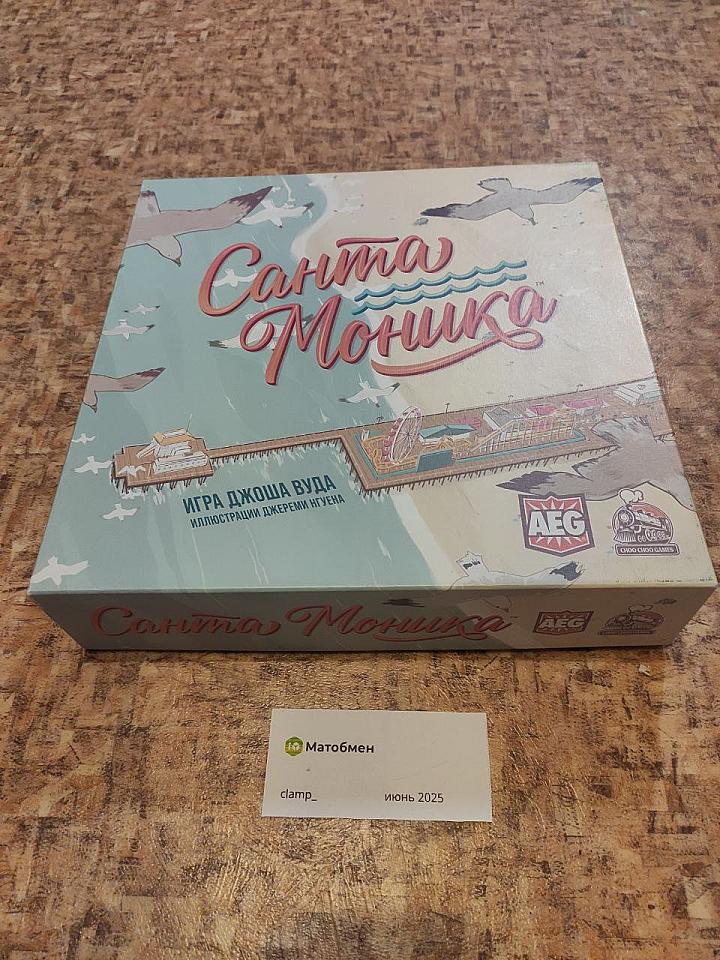 Санта
Моника
TM
ИГРА ДЖОША ВУДА
ИЛЛЮСТРАЦИИ ДЖЕРЕМИ НГУЕНА
AEG
CHOO CHOO GAMES
Санта Моника
AEG
Матобмен
clamp_ июнь 2025